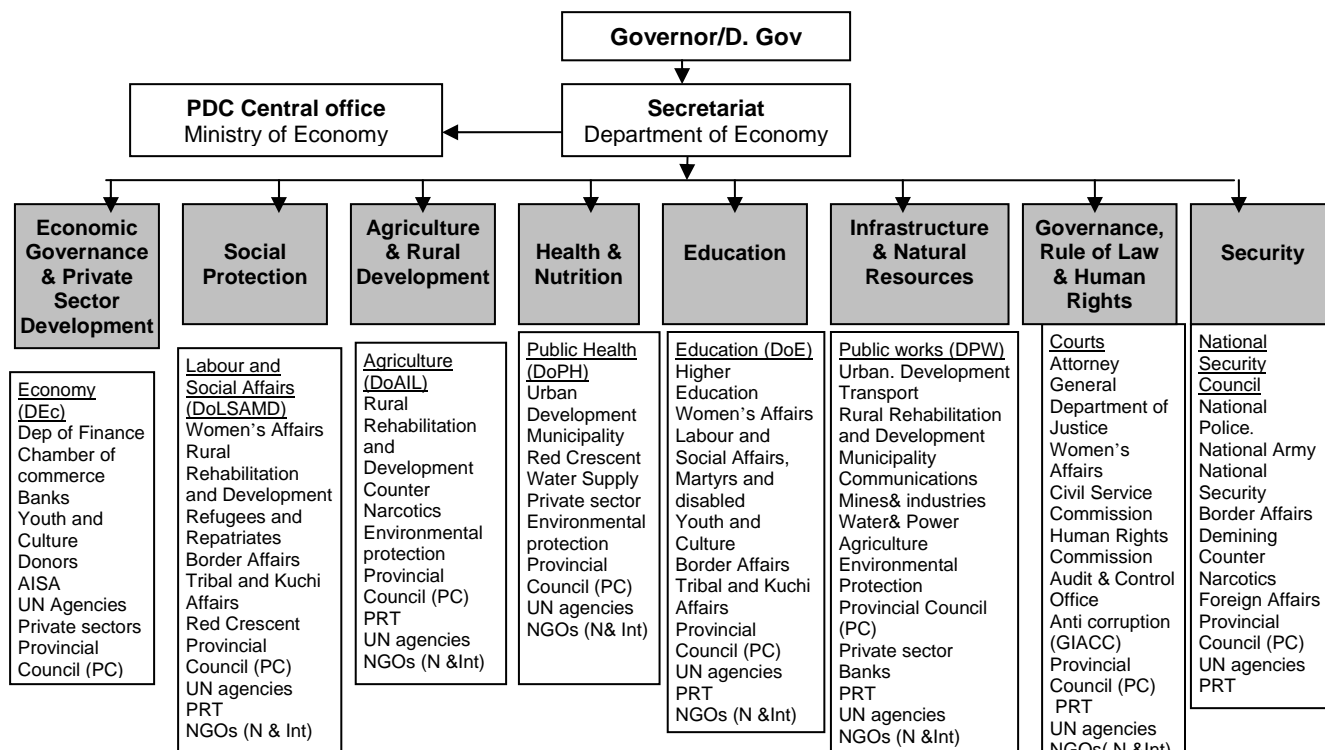 Governor/D. Gov
PDC Central office
Ministry of Economy
Secretariat
Department of Economy
Economic
Governance
& Private
Sector
Development
Social
Protection
Agriculture
& Rural
Development
Health &
Nutrition
Education
Infrastructure
& Natural
Resources
Governance,
Rule of Law
& Human
Rights
Security
Economy
(DEc)
Dep of Finance
Chamber of
commerce
Banks
Youth and
Culture
Donors
AISA
UN Agencies
Private sectors
Provincial
Council (PC)
Labour and
Social Affairs
(DoLSAMD)
Women's Affairs
Rural
Rehabilitation
and Development
Refugees and
Repatriates
Border Affairs
Tribal and Kuchi
Affairs
Red Crescent
Provincial
Council (PC)
UN agencies
PRT
NGOs (N & Int)
Agriculture
(DoAIL)
Rural
Rehabilitation
and
Development
Counter
Narcotics
Environmental
protection
Provincial
Council (PC)
PRT
UN agencies
NGOs (N &Int)
Public Health
(DoPH)
Urban
Development
Municipality
Red Crescent
Water Supply
Private sector
Environmental
protection
Provincial
Council (PC)
UN agencies
NGOs (N& Int)
Education (DoE)
Higher
Education
Women's Affairs
Labour and
Social Affairs,
Martyrs and
disabled
Youth and
Culture
Border Affairs
Tribal and Kuchi
Affairs
Provincial
Council (PC)
UN agencies
PRT
NGOs (N &Int)
Public works (DPW)
Urban. Development
Transport
Rural Rehabilitation
and Development
Municipality
Communications
Mines& industries
Water& Power
Agriculture
Environmental
Protection
Provincial Council
(PC)
Private sector
Banks
PRT
UN agencies
NGOs (N &Int)
Courts
Attorney
General
Department of
Justice
Women's
Affairs
Civil Service
Commission
Human Rights
Commission
Audit & Control
Office
Anti corruption
(GIACC)
Provincial
Council (PC)
PRT
UN agencies
NGOs( N &Int)
National
Security
Council
National
Police.
National Army
National
Security
Border Affairs
Demining
Counter
Narcotics
Foreign Affairs
Provincial
Council (PC)
UN agencies
PRT